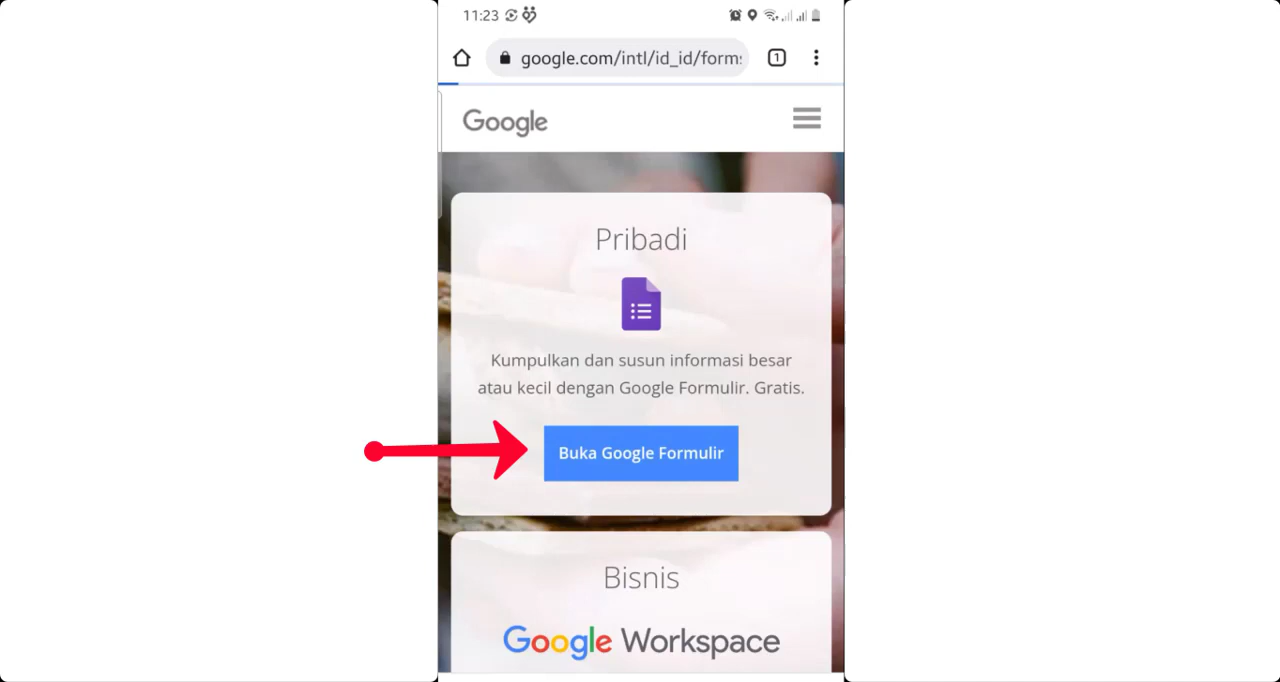 11:23
google.com/intl/id_id/form
1
Google
Pribadi
Kumpulkan dan susun informasi besar
atau kecil dengan Google Formulir. Gratis.
Buka Google Formulir
Bisnis
Google Workspace